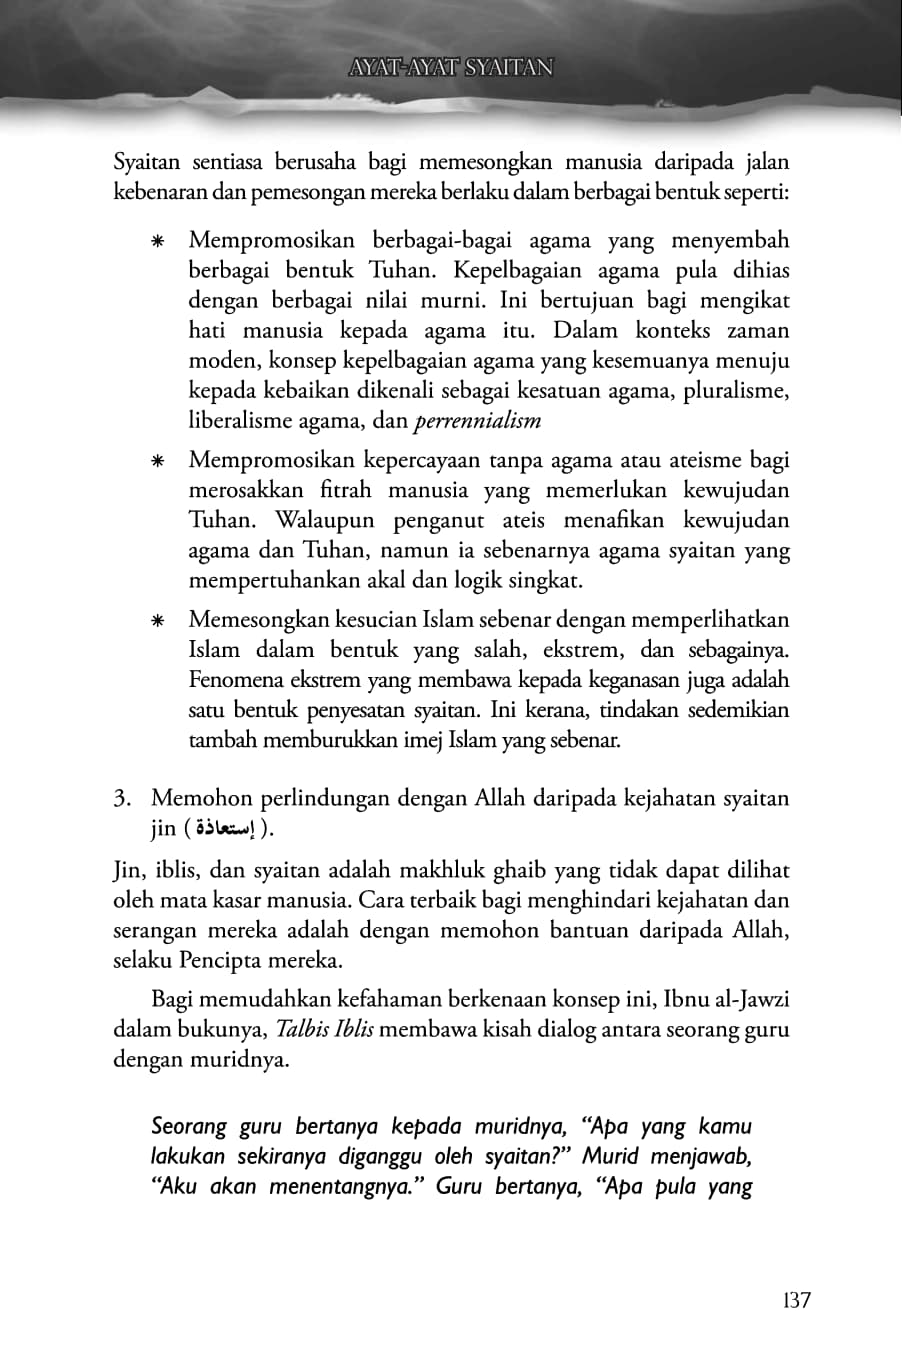 AYAT-AYAT SYAITAN
Syaitan sentiasa berusaha bagi memesongkan manusia daripada jalan
kebenaran dan pemesongan mereka berlaku dalam berbagai bentuk seperti:
* Mempromosikan berbagai-bagai agama yang menyembah
berbagai bentuk Tuhan. Kepelbagaian agama pula dihias
dengan berbagai nilai murni. Ini bertujuan bagi mengikat
hati manusia kepada agama itu. Dalam konteks zaman
moden, konsep kepelbagaian agama yang kesemuanya menuju
kepada kebaikan dikenali sebagai kesatuan agama, pluralisme,
liberalisme agama, dan perrennialism
* Mempromosikan kepercayaan tanpa agama atau ateisme bagi
merosakkan fitrah manusia yang memerlukan kewujudan
Tuhan. Walaupun penganut ateis menafikan kewujudan
agama dan Tuhan, namun ia sebenarnya agama syaitan yang
mempertuhankan akal dan logik singkat.
* Memesongkan kesucian Islam sebenar dengan memperlihatkan
Islam dalam bentuk yang salah, ekstrem, dan sebagainya.
Fenomena ekstrem yang membawa kepada keganasan juga adalah
satu bentuk penyesatan syaitan. Ini kerana, tindakan sedemikian
tambah memburukkan imej Islam yang sebenar.
3. Memohon perlindungan dengan Allah daripada kejahatan syaitan
jin ( إستعاذة ).
Jin, iblis, dan syaitan adalah makhluk ghaib yang tidak dapat dilihat
oleh mata kasar manusia. Cara terbaik bagi menghindari kejahatan dan
serangan mereka adalah dengan memohon bantuan daripada Allah,
selaku Pencipta mereka.
Bagi memudahkan kefahaman berkenaan konsep ini, Ibnu al-Jawzi
dalam bukunya, Talbis Iblis membawa kisah dialog antara seorang guru
dengan muridnya.
Seorang guru bertanya kepada muridnya, “Apa yang kamu
lakukan sekiranya diganggu oleh syaitan?” Murid menjawab,
“Aku akan menentangnya.” Guru bertanya, “Apa pula yang
137